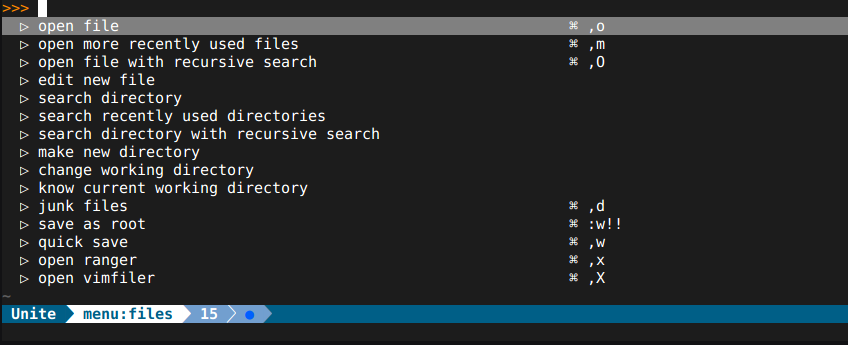 >>>
▷ open file ⌘ ,o
▷ open more recently used files ⌘ ,m
▷ open file with recursive search ⌘ ,O
▷ edit new file
▷ search directory
▷ search recently used directories
▷ search directory with recursive search
▷ make new directory
▷ change working directory
▷ know current working directory
▷ junk files ⌘ ,d
▷ save as root ⌘ :w!!
▷ quick save ⌘ ,w
▷ open ranger ⌘ ,x
▷ open vimfiler ⌘ ,X
~
Unite menu:files 15 ●